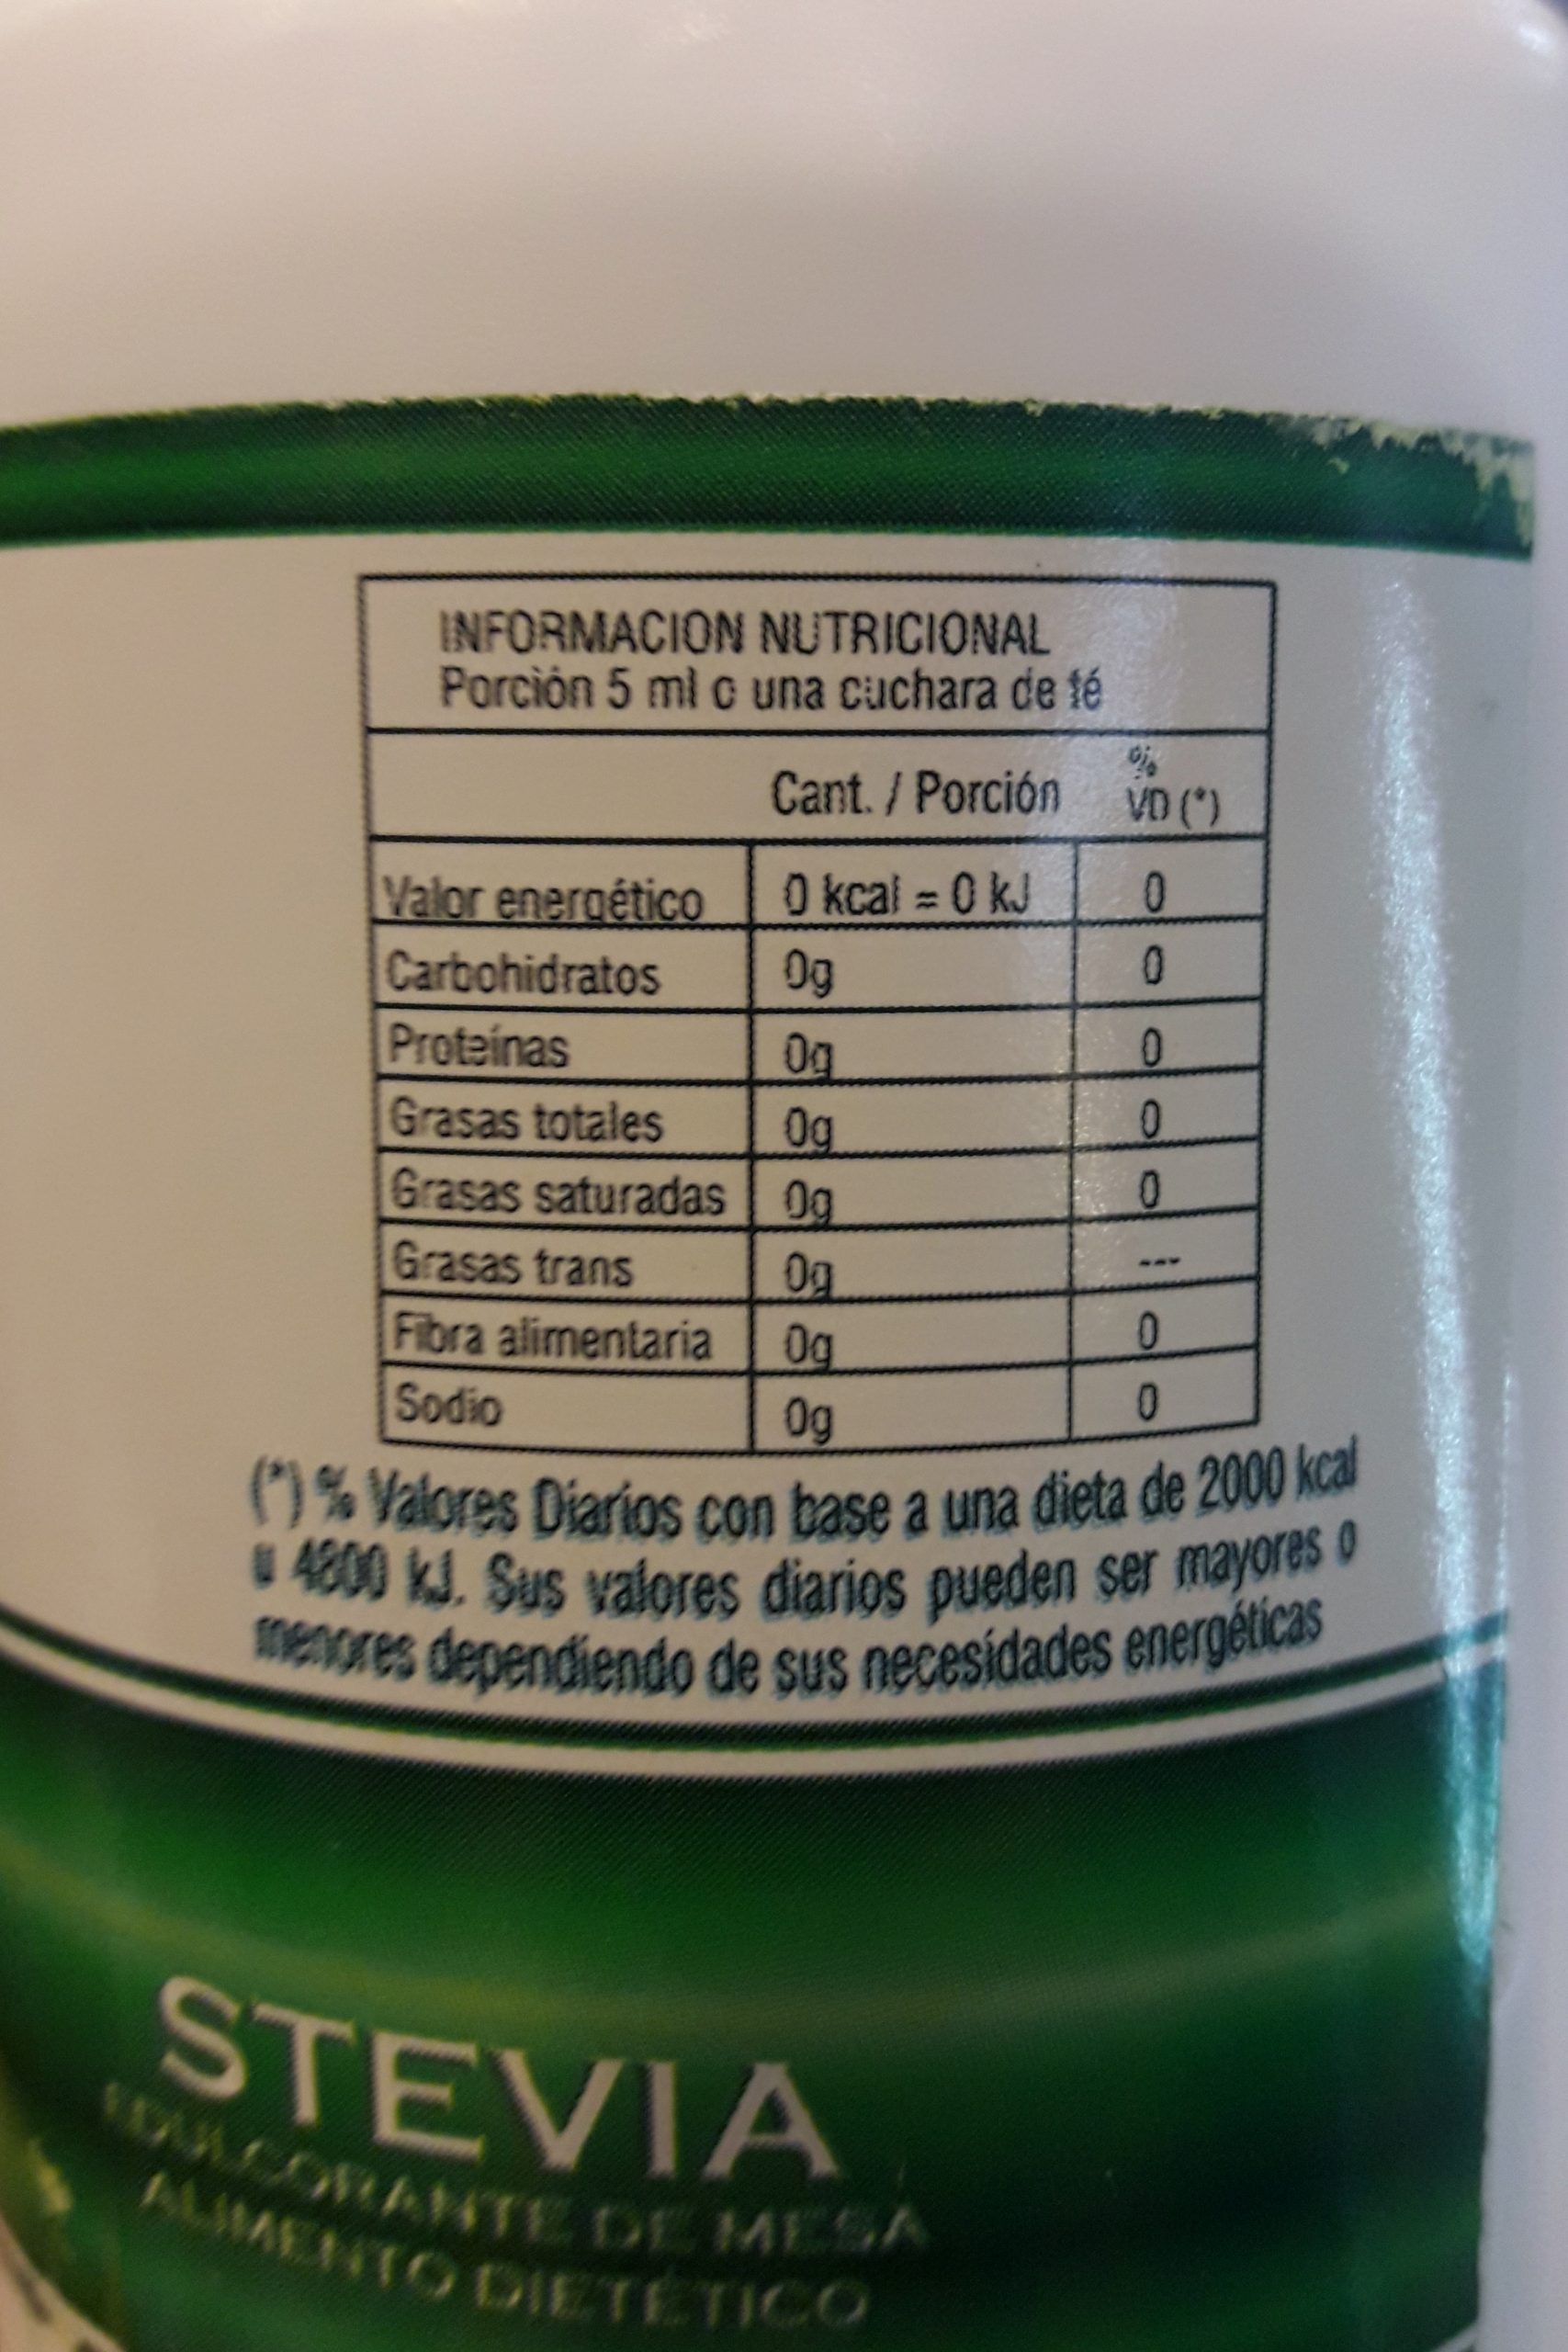 INFORMACION NUTRICIONAL
Porción 5 ml o una cuchara de té
Cant. / Porción % VD (*)
Valor energético 0 kcal = 0 kJ 0
Carbohidratos 0g 0
Proteínas 0g 0
Grasas totales 0g 0
Grasas saturadas 0g 0
Grasas trans 0g ---
Fibra alimentaria 0g 0
Sodio 0g 0
(*) % Valores Diarios con base a una dieta de 2000 kcal
u 4800 kJ. Sus valores diarios pueden ser mayores o
menores dependiendo de sus necesidades energéticas
STEVIA
EDULCORANTE DE MESA
ALIMENTO DIETÉTICO